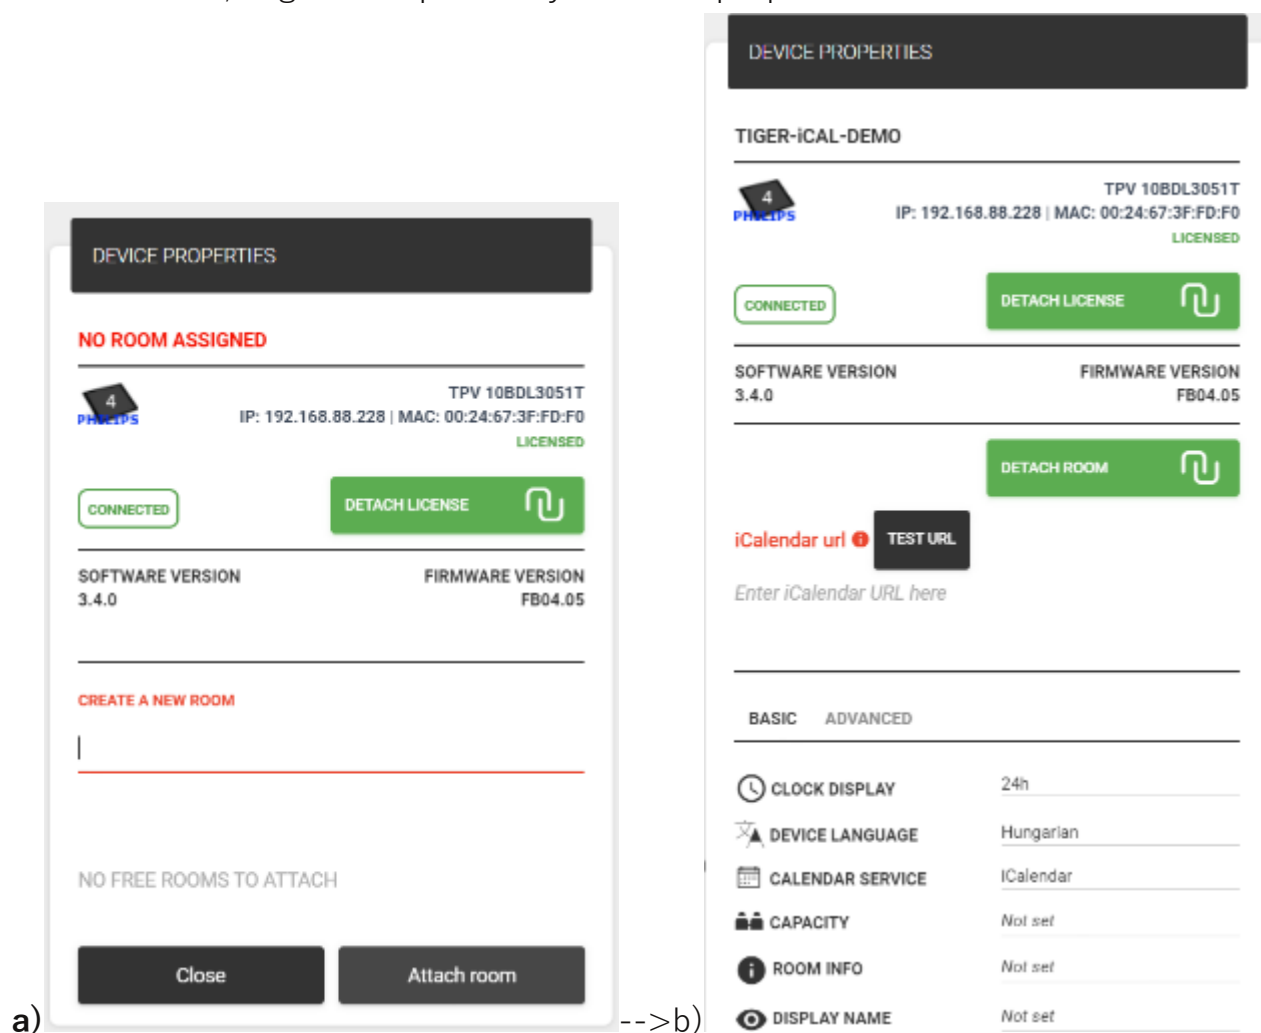 DEVICE PROPERTIES
NO ROOM ASSIGNED
4
PHILIPS
TPV 10BDL3051T
IP: 192.168.88.228 | MAC: 00:24:67:3F:FD:F0
LICENSED
CONNECTED
DETACH LICENSE
SOFTWARE VERSION
FIRMWARE VERSION
3.4.0
FB04.05
CREATE A NEW ROOM
NO FREE ROOMS TO ATTACH
Close
Attach room
a)
-->b)
DEVICE PROPERTIES
TIGER-iCAL-DEMO
4
PHILIPS
TPV 10BDL3051T
IP: 192.168.88.228 | MAC: 00:24:67:3F:FD:F0
LICENSED
CONNECTED
DETACH LICENSE
SOFTWARE VERSION
FIRMWARE VERSION
3.4.0
FB04.05
DETACH ROOM
iCalendar url
TEST URL
Enter iCalendar URL here
BASIC ADVANCED
CLOCK DISPLAY 24h
DEVICE LANGUAGE Hungarian
CALENDAR SERVICE ICalendar
CAPACITY Not set
ROOM INFO Not set
DISPLAY NAME Not set